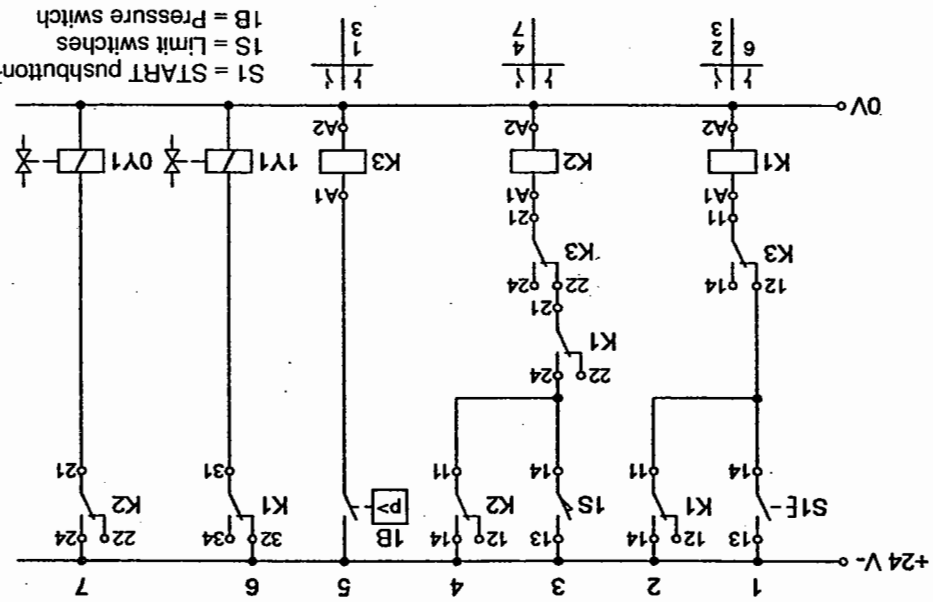 1 2 3 4 5 6 7
+24 V-
13 14 12 13 14 12 1B 32 34 24 22
S1E K1 1S K2 p> K1 K2
14 11 14 11 31 21
24 22
K1
21
12 14 22 24
K3 K3
11 21
A1 A1 A1
K1 K2 K3 1Y1 0Y1
A2 A2 A2
0V
6 2 4 1
3 7 3
S1 = START pushbutton
1S = Limit switches
1B = Pressure switch